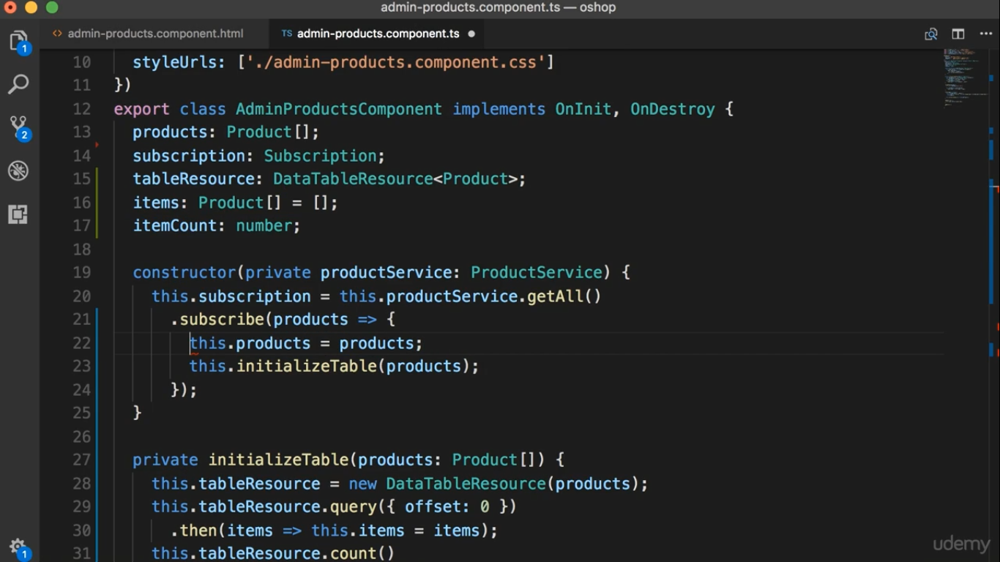 admin-products.component.ts — oshop
<> admin-products.component.html TS admin-products.component.ts ●
10 styleUrls: ['./admin-products.component.css']
11 })
12 export class AdminProductsComponent implements OnInit, OnDestroy {
13 products: Product[];
14 subscription: Subscription;
15 tableResource: DataTableResource<Product>;
16 items: Product[] = [];
17 itemCount: number;
18
19 constructor(private productService: ProductService) {
20 this.subscription = this.productService.getAll()
21 .subscribe(products => {
22 this.products = products;
23 this.initializeTable(products);
24 });
25 }
26
27 private initializeTable(products: Product[]) {
28 this.tableResource = new DataTableResource(products);
29 this.tableResource.query({ offset: 0 })
30 .then(items => this.items = items);
31 this.tableResource.count()
1
2
1
udemy